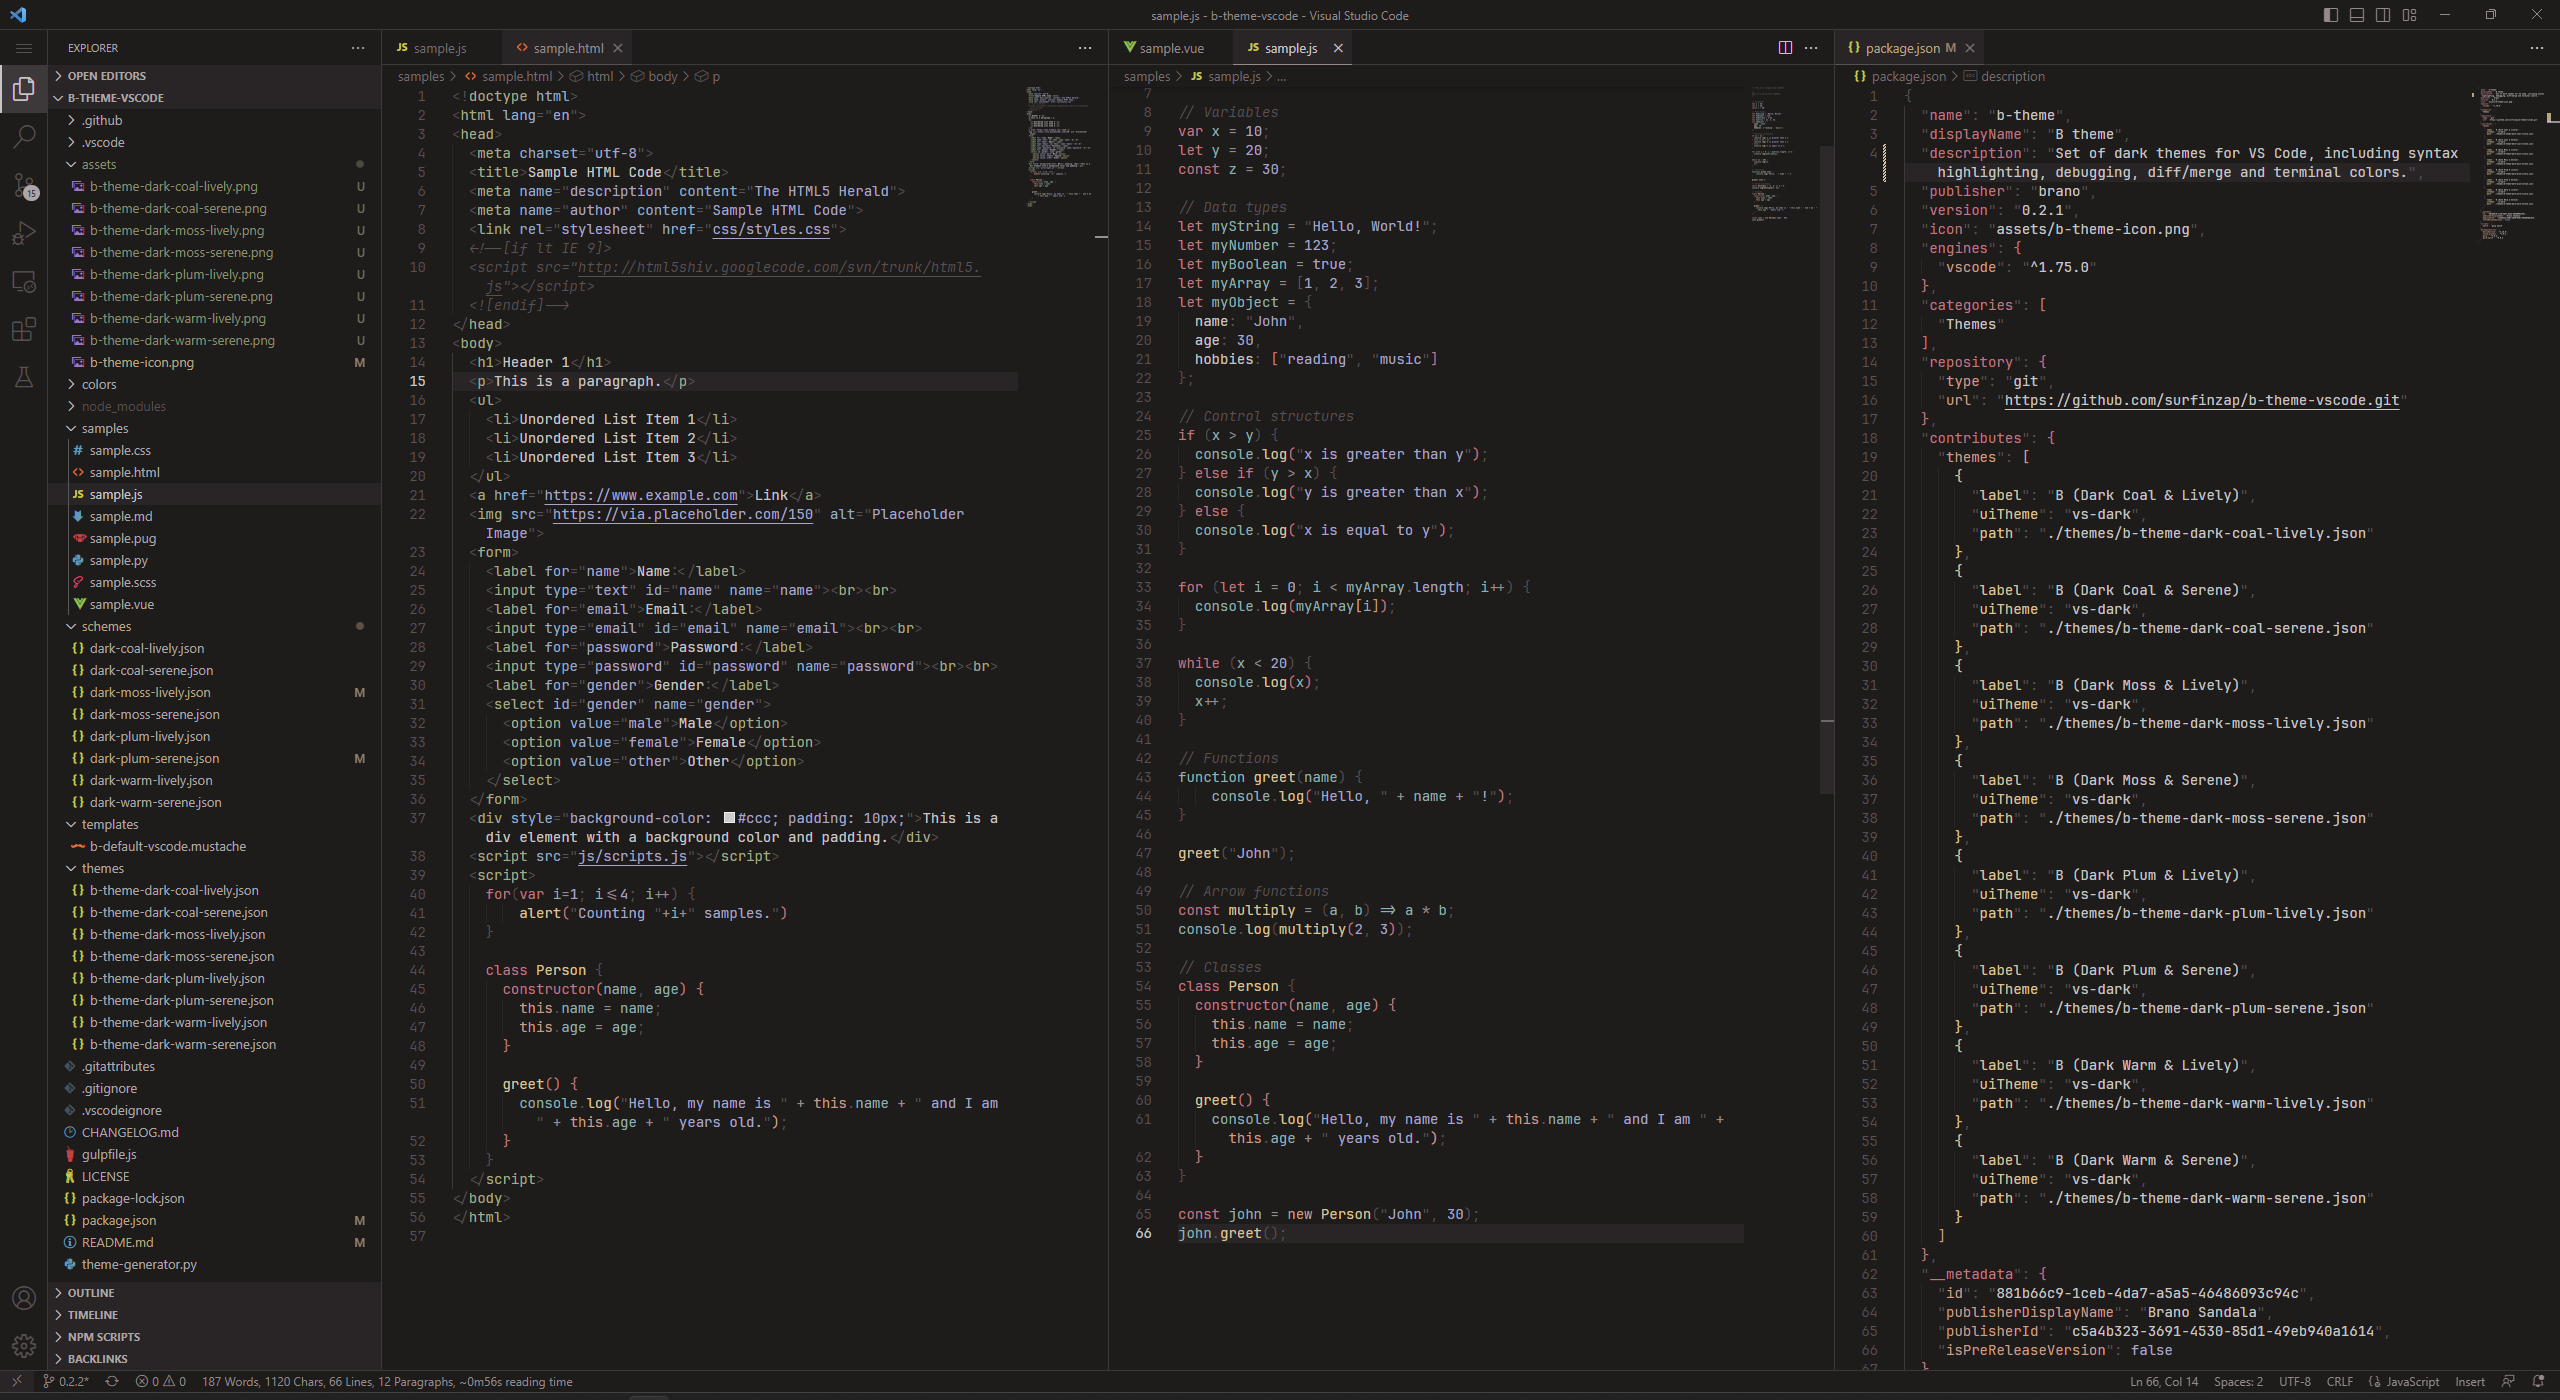 sample.js - b-theme-vscode - Visual Studio Code
EXPLORER
OPEN EDITORS
B-THEME-VSCODE
.github
.vscode
assets
b-theme-dark-coal-lively.png U
b-theme-dark-coal-serene.png U
b-theme-dark-moss-lively.png U
b-theme-dark-moss-serene.png U
b-theme-dark-plum-lively.png U
b-theme-dark-plum-serene.png U
b-theme-dark-warm-lively.png U
b-theme-dark-warm-serene.png U
b-theme-icon.png M
colors
node_modules
samples
# sample.css
<> sample.html
JS sample.js
sample.md
sample.pug
sample.py
sample.scss
sample.vue
schemes
{} dark-coal-lively.json
{} dark-coal-serene.json
{} dark-moss-lively.json M
{} dark-moss-serene.json
{} dark-plum-lively.json
{} dark-plum-serene.json M
{} dark-warm-lively.json
{} dark-warm-serene.json
templates
b-default-vscode.mustache
themes
{} b-theme-dark-coal-lively.json
{} b-theme-dark-coal-serene.json
{} b-theme-dark-moss-lively.json
{} b-theme-dark-moss-serene.json
{} b-theme-dark-plum-lively.json
{} b-theme-dark-plum-serene.json
{} b-theme-dark-warm-lively.json
{} b-theme-dark-warm-serene.json
.gitattributes
.gitignore
.vscodeignore
CHANGELOG.md
gulpfile.js
LICENSE
{} package-lock.json
{} package.json M
README.md M
theme-generator.py
OUTLINE
TIMELINE
NPM SCRIPTS
BACKLINKS
15
JS sample.js <> sample.html
samples > <> sample.html > html > body > p
1 <!doctype html>
2 <html lang="en">
3 <head>
4 <meta charset="utf-8">
5 <title>Sample HTML Code</title>
6 <meta name="description" content="The HTML5 Herald">
7 <meta name="author" content="Sample HTML Code">
8 <link rel="stylesheet" href="css/styles.css">
9 <!--[if lt IE 9]>
10 <script src="http://html5shiv.googlecode.com/svn/trunk/html5.
js"></script>
11 <![endif]-->
12 </head>
13 <body>
14 <h1>Header 1</h1>
15 <p>This is a paragraph.</p>
16 <ul>
17 <li>Unordered List Item 1</li>
18 <li>Unordered List Item 2</li>
19 <li>Unordered List Item 3</li>
20 </ul>
21 <a href="https://www.example.com">Link</a>
22 <img src="https://via.placeholder.com/150" alt="Placeholder
Image">
23 <form>
24 <label for="name">Name:</label>
25 <input type="text" id="name" name="name"><br><br>
26 <label for="email">Email:</label>
27 <input type="email" id="email" name="email"><br><br>
28 <label for="password">Password:</label>
29 <input type="password" id="password" name="password"><br><br>
30 <label for="gender">Gender:</label>
31 <select id="gender" name="gender">
32 <option value="male">Male</option>
33 <option value="female">Female</option>
34 <option value="other">Other</option>
35 </select>
36 </form>
37 <div style="background-color: #ccc; padding: 10px;">This is a
div element with a background color and padding.</div>
38 <script src="js/scripts.js"></script>
39 <script>
40 for(var i=1; i<=4; i++) {
41 alert("Counting "+i+" samples.")
42 }
43
44 class Person {
45 constructor(name, age) {
46 this.name = name;
47 this.age = age;
48 }
49
50 greet() {
51 console.log("Hello, my name is " + this.name + " and I am
" + this.age + " years old.");
52 }
53 }
54 </script>
55 </body>
56 </html>
57
sample.vue JS sample.js
samples > JS sample.js > ...
7
8 // Variables
9 var x = 10;
10 let y = 20;
11 const z = 30;
12
13 // Data types
14 let myString = "Hello, World!";
15 let myNumber = 123;
16 let myBoolean = true;
17 let myArray = [1, 2, 3];
18 let myObject = {
19 name: "John",
20 age: 30,
21 hobbies: ["reading", "music"]
22 };
23
24 // Control structures
25 if (x > y) {
26 console.log("x is greater than y");
27 } else if (y > x) {
28 console.log("y is greater than x");
29 } else {
30 console.log("x is equal to y");
31 }
32
33 for (let i = 0; i < myArray.length; i++) {
34 console.log(myArray[i]);
35 }
36
37 while (x < 20) {
38 console.log(x);
39 x++;
40 }
41
42 // Functions
43 function greet(name) {
44 console.log("Hello, " + name + "!");
45 }
46
47 greet("John");
48
49 // Arrow functions
50 const multiply = (a, b) => a * b;
51 console.log(multiply(2, 3));
52
53 // Classes
54 class Person {
55 constructor(name, age) {
56 this.name = name;
57 this.age = age;
58 }
59
60 greet() {
61 console.log("Hello, my name is " + this.name + " and I am " +
this.age + " years old.");
62 }
63 }
64
65 const john = new Person("John", 30);
66 john.greet();
{} package.json M
{} package.json > description
1 {
2 "name": "b-theme",
3 "displayName": "B theme",
4 "description": "Set of dark themes for VS Code, including syntax
highlighting, debugging, diff/merge and terminal colors.",
5 "publisher": "brano",
6 "version": "0.2.1",
7 "icon": "assets/b-theme-icon.png",
8 "engines": {
9 "vscode": "^1.75.0"
10 },
11 "categories": [
12 "Themes"
13 ],
14 "repository": {
15 "type": "git",
16 "url": "https://github.com/surfinzap/b-theme-vscode.git"
17 },
18 "contributes": {
19 "themes": [
20 {
21 "label": "B (Dark Coal & Lively)",
22 "uiTheme": "vs-dark",
23 "path": "./themes/b-theme-dark-coal-lively.json"
24 },
25 {
26 "label": "B (Dark Coal & Serene)",
27 "uiTheme": "vs-dark",
28 "path": "./themes/b-theme-dark-coal-serene.json"
29 },
30 {
31 "label": "B (Dark Moss & Lively)",
32 "uiTheme": "vs-dark",
33 "path": "./themes/b-theme-dark-moss-lively.json"
34 },
35 {
36 "label": "B (Dark Moss & Serene)",
37 "uiTheme": "vs-dark",
38 "path": "./themes/b-theme-dark-moss-serene.json"
39 },
40 {
41 "label": "B (Dark Plum & Lively)",
42 "uiTheme": "vs-dark",
43 "path": "./themes/b-theme-dark-plum-lively.json"
44 },
45 {
46 "label": "B (Dark Plum & Serene)",
47 "uiTheme": "vs-dark",
48 "path": "./themes/b-theme-dark-plum-serene.json"
49 },
50 {
51 "label": "B (Dark Warm & Lively)",
52 "uiTheme": "vs-dark",
53 "path": "./themes/b-theme-dark-warm-lively.json"
54 },
55 {
56 "label": "B (Dark Warm & Serene)",
57 "uiTheme": "vs-dark",
58 "path": "./themes/b-theme-dark-warm-serene.json"
59 }
60 ]
61 },
62 "__metadata": {
63 "id": "881b66c9-1ceb-4da7-a5a5-46486093c94c",
64 "publisherDisplayName": "Brano Sandala",
65 "publisherId": "c5a4b323-3691-4530-85d1-49eb940a1614",
66 "isPreReleaseVersion": false
67 }
0.2.2* 0 0 187 Words, 1120 Chars, 66 Lines, 12 Paragraphs, ~0m56s reading time Ln 66, Col 14 Spaces: 2 UTF-8 CRLF JavaScript Insert